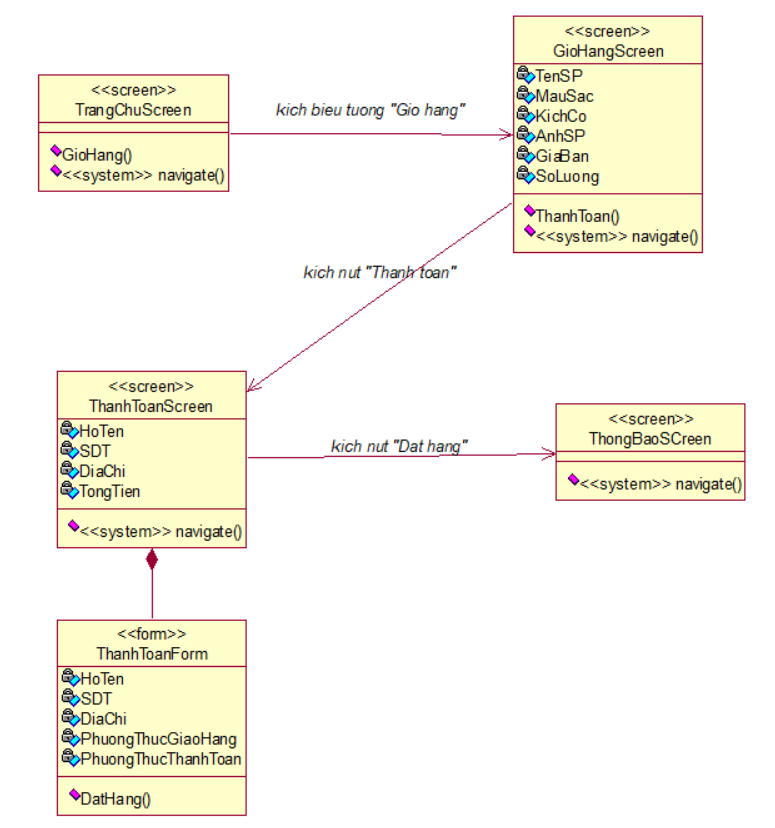 <<screen>>
TrangChuScreen
GioHang()
<<system>> navigate()
kich bieu tuong "Gio hang"
<<screen>>
GioHangScreen
TenSP
MauSac
KichCo
AnhSP
GiaBan
SoLuong
ThanhToan()
<<system>> navigate()
kich nut "Thanh toan"
<<screen>>
ThanhToanScreen
HoTen
SDT
DiaChi
TongTien
<<system>> navigate()
kich nut "Dat hang"
<<screen>>
ThongBaoSCreen
<<system>> navigate()
<<form>>
ThanhToanForm
HoTen
SDT
DiaChi
PhuongThucGiaoHang
PhuongThucThanhToan
DatHang()